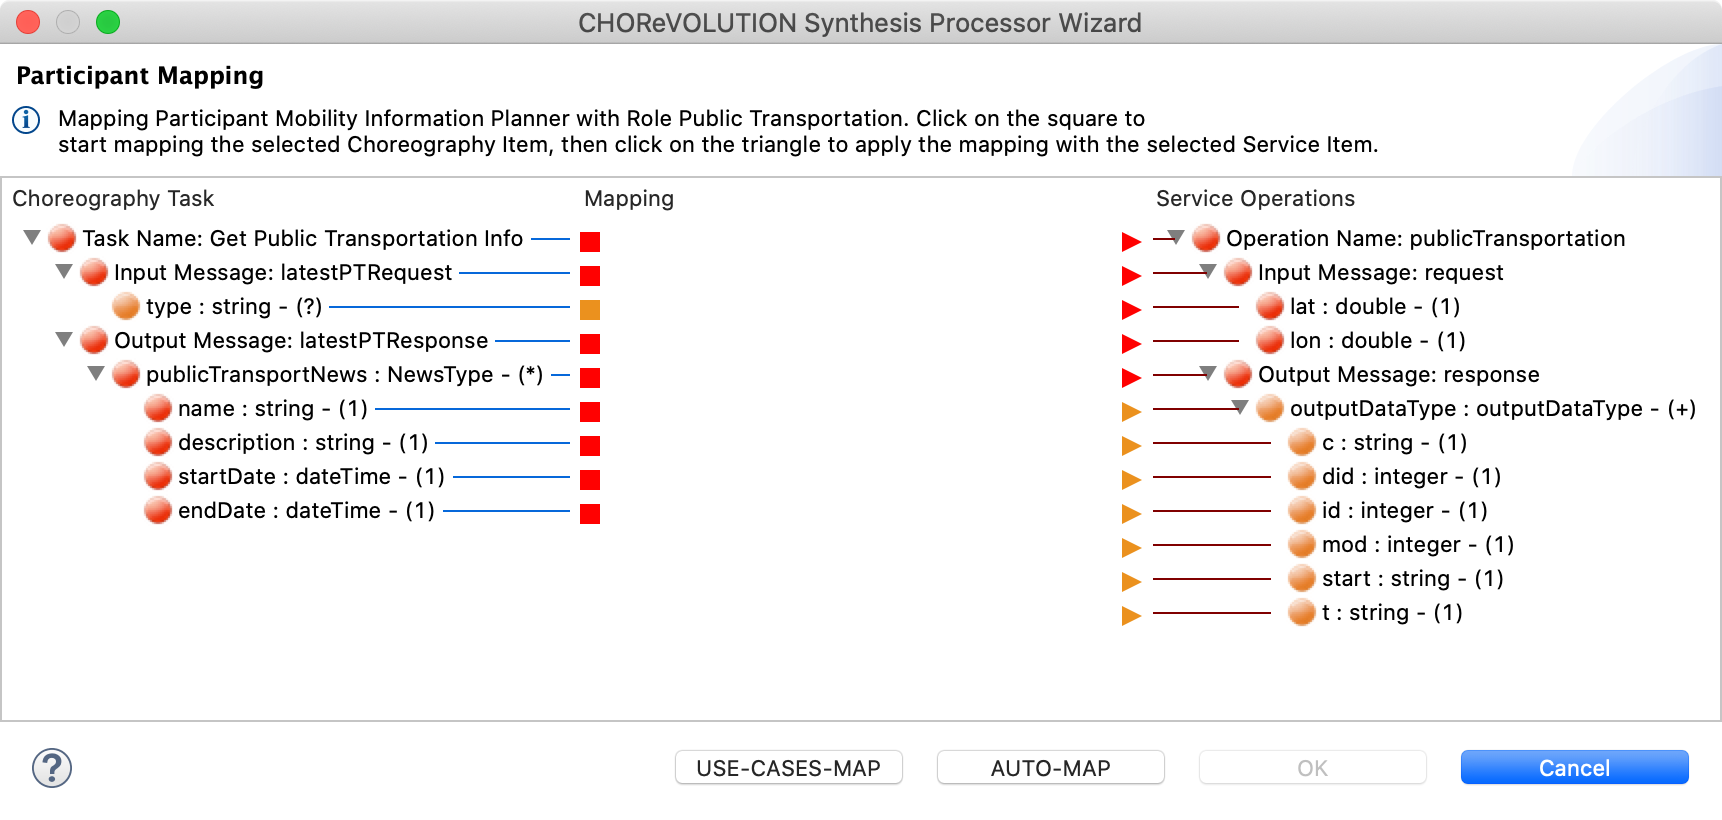 CHOReVOLUTION Synthesis Processor Wizard
Participant Mapping
Mapping Participant Mobility Information Planner with Role Public Transportation. Click on the square to
start mapping the selected Choreography Item, then click on the triangle to apply the mapping with the selected Service Item.
Choreography Task
Task Name: Get Public Transportation Info
Input Message: latestPTRequest
type : string - (?)
Output Message: latestPTResponse
publicTransportNews : NewsType - (*)
name : string - (1)
description : string - (1)
startDate : dateTime - (1)
endDate : dateTime - (1)
Mapping
Service Operations
Operation Name: publicTransportation
Input Message: request
lat : double - (1)
lon : double - (1)
Output Message: response
outputDataType : outputDataType - (+)
c : string - (1)
did : integer - (1)
id : integer - (1)
mod : integer - (1)
start : string - (1)
t : string - (1)
?
USE-CASES-MAP
AUTO-MAP
OK
Cancel